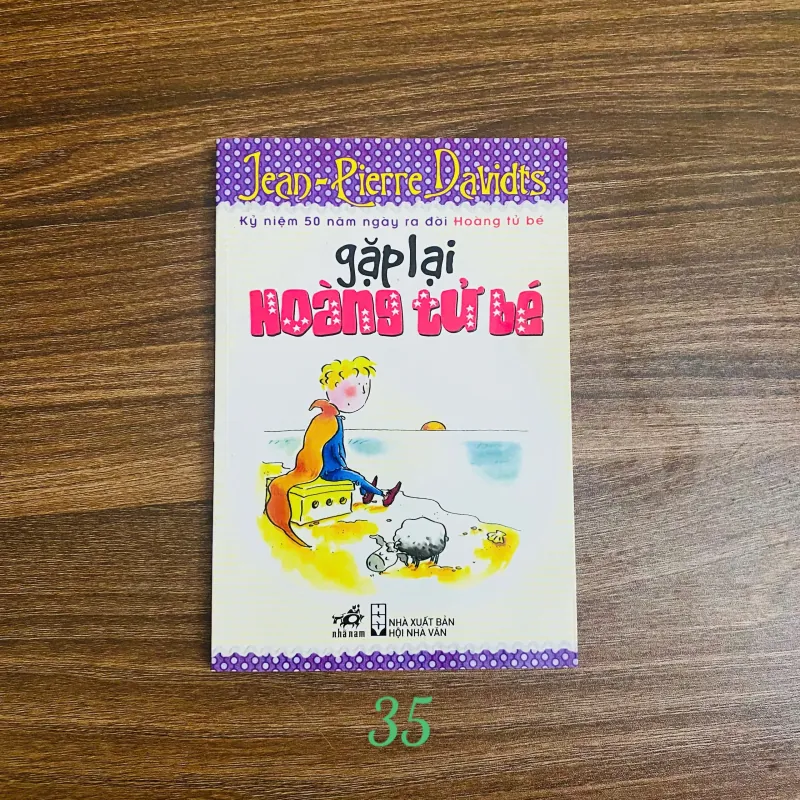 Jean-Pierre Davidts
Kỷ niệm 50 năm ngày ra đời Hoàng tử bé
gặp lại
Hoàng tử bé
nhã nam
NHÀ XUẤT BẢN
HỘI NHÀ VĂN
35